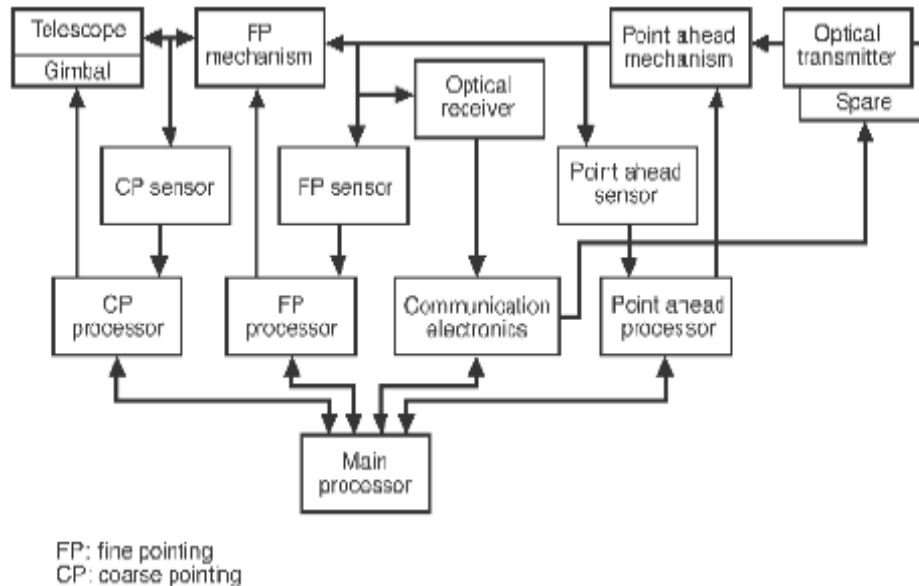 Telescope
Gimbal
FP
mechanism
Point ahead
mechanism
Optical
transmitter
Spare
Optical
receiver
CP sensor
FP sensor
Point ahead
sensor
CP
processor
FP
processor
Communication
electronics
Point ahead
processor
Main
processor
FP: fine pointing
CP: coarse pointing